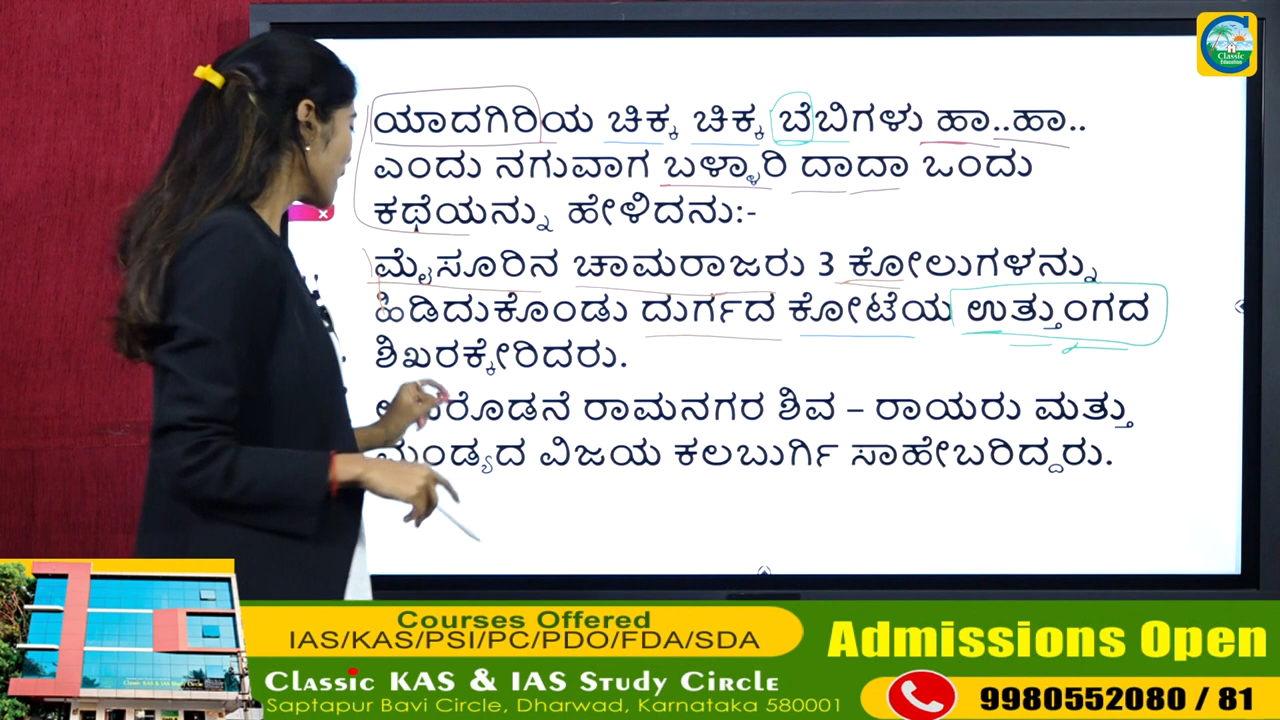 Classic
Education
ಯಾದಗಿರಿಯ ಚಿಕ್ಕ ಚಿಕ್ಕ ಬೆಬಿಗಳು ಹಾ..ಹಾ..
ಎಂದು ನಗುವಾಗ ಬಳ್ಳಾರಿ ದಾದಾ ಒಂದು
ಕಥೆಯನ್ನು ಹೇಳಿದನು:-
ಮೈಸೂರಿನ ಚಾಮರಾಜರು 3 ಕೋಲುಗಳನ್ನು
ಹಿಡಿದುಕೊಂಡು ದುರ್ಗದ ಕೋಟೆಯ ಉತ್ತುಂಗದ
ಶಿಖರಕ್ಕೇರಿದರು.
ರಾಮನಗರ ಶಿವ – ರಾಯರು ಮತ್ತು
ಮಂಡ್ಯದ ವಿಜಯ ಕಲಬುರ್ಗಿ ಸಾಹೇಬರಿದ್ದರು.
Courses Offered
IAS/KAS/PSI/PC/PDO/FDA/SDA
Admissions Open
Classic KAS & IAS Study Circle
Saptapur Bavi Circle, Dharwad, Karnataka 580001
9980552080 / 81